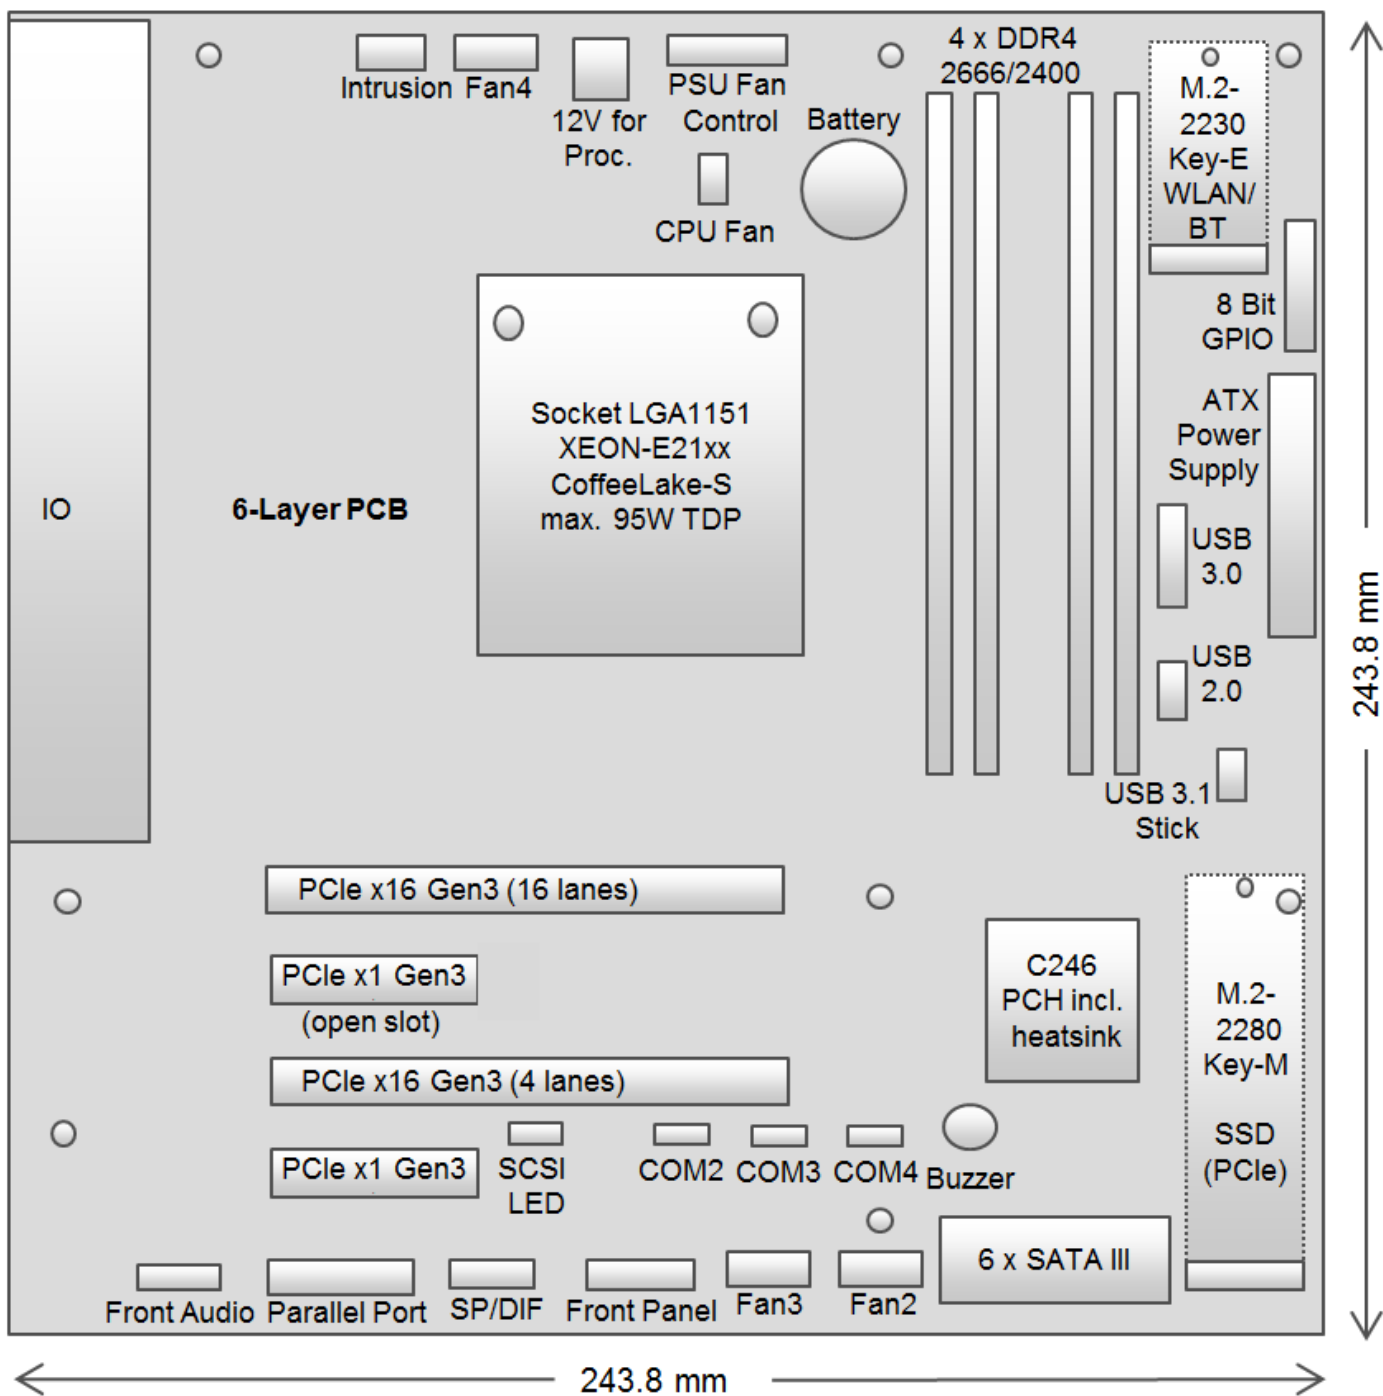 4 x DDR4
2666/2400
Intrusion
Fan4
12V for
Proc.
PSU Fan
Control
Battery
CPU Fan
M.2-
2230
Key-E
WLAN/
BT
8 Bit
GPIO
ATX
Power
Supply
Socket LGA1151
XEON-E21xx
CoffeeLake-S
max. 95W TDP
IO
6-Layer PCB
USB
3.0
USB
2.0
USB 3.1
Stick
243.8 mm
PCIe x16 Gen3 (16 lanes)
PCIe x1 Gen3
(open slot)
PCIe x16 Gen3 (4 lanes)
PCIe x1 Gen3
C246
PCH incl.
heatsink
M.2-
2280
Key-M
SSD
(PCIe)
SCSI
LED
COM2
COM3
COM4
Buzzer
6 x SATA III
Front Audio
Parallel Port
SP/DIF
Front Panel
Fan3
Fan2
243.8 mm